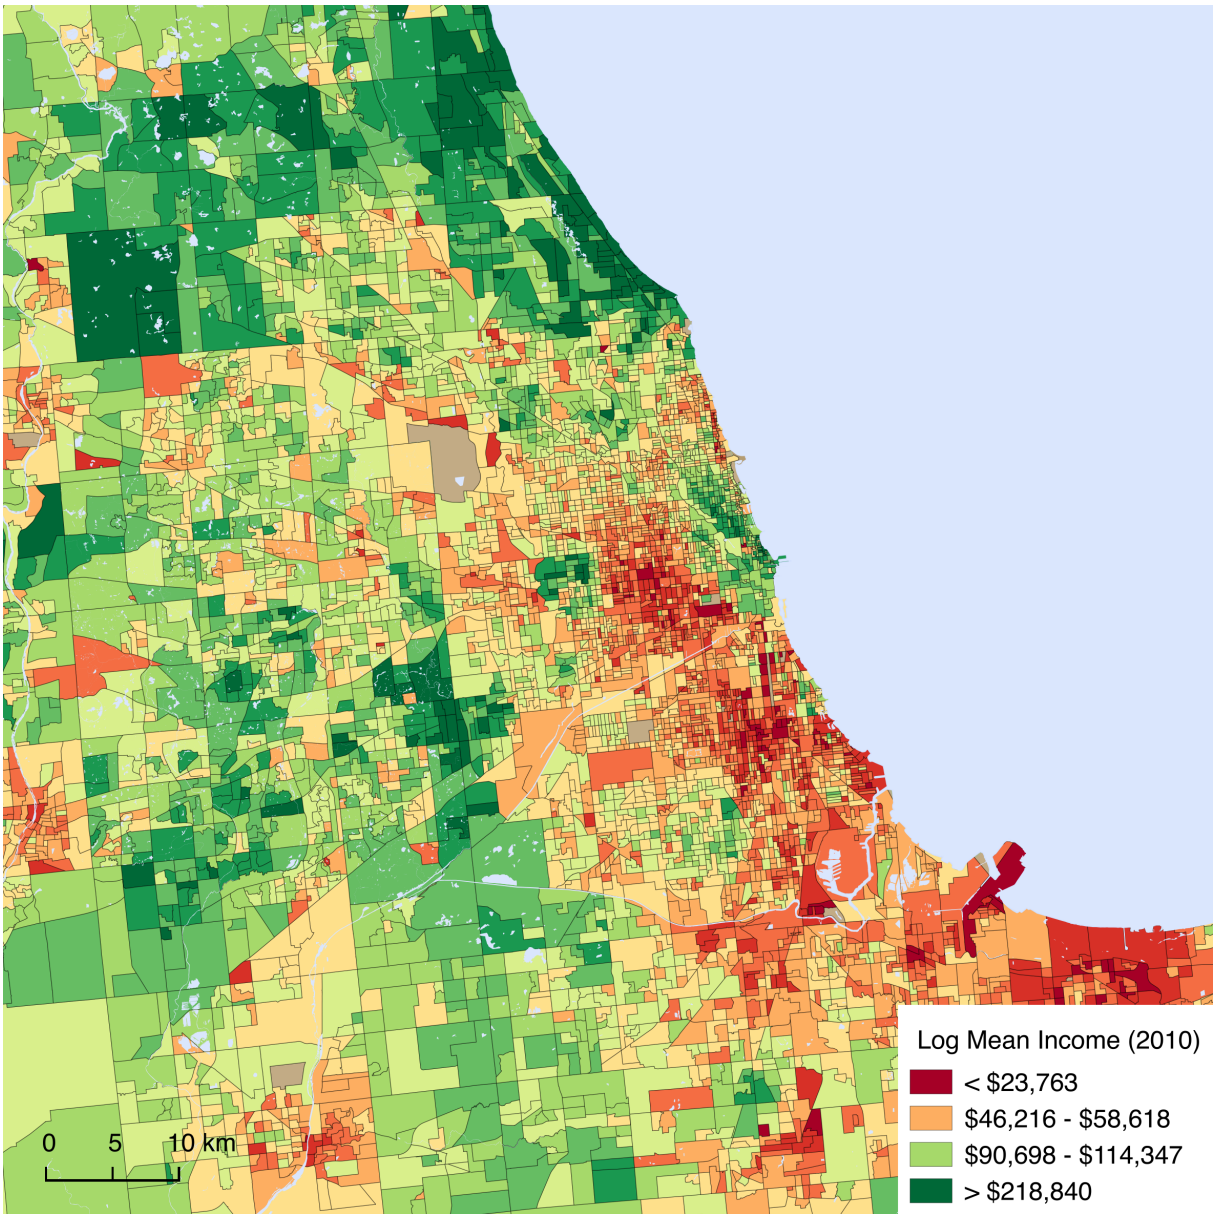 Log Mean Income (2010)
< $23,763
$46,216 - $58,618
$90,698 - $114,347
> $218,840
0 5 10 km